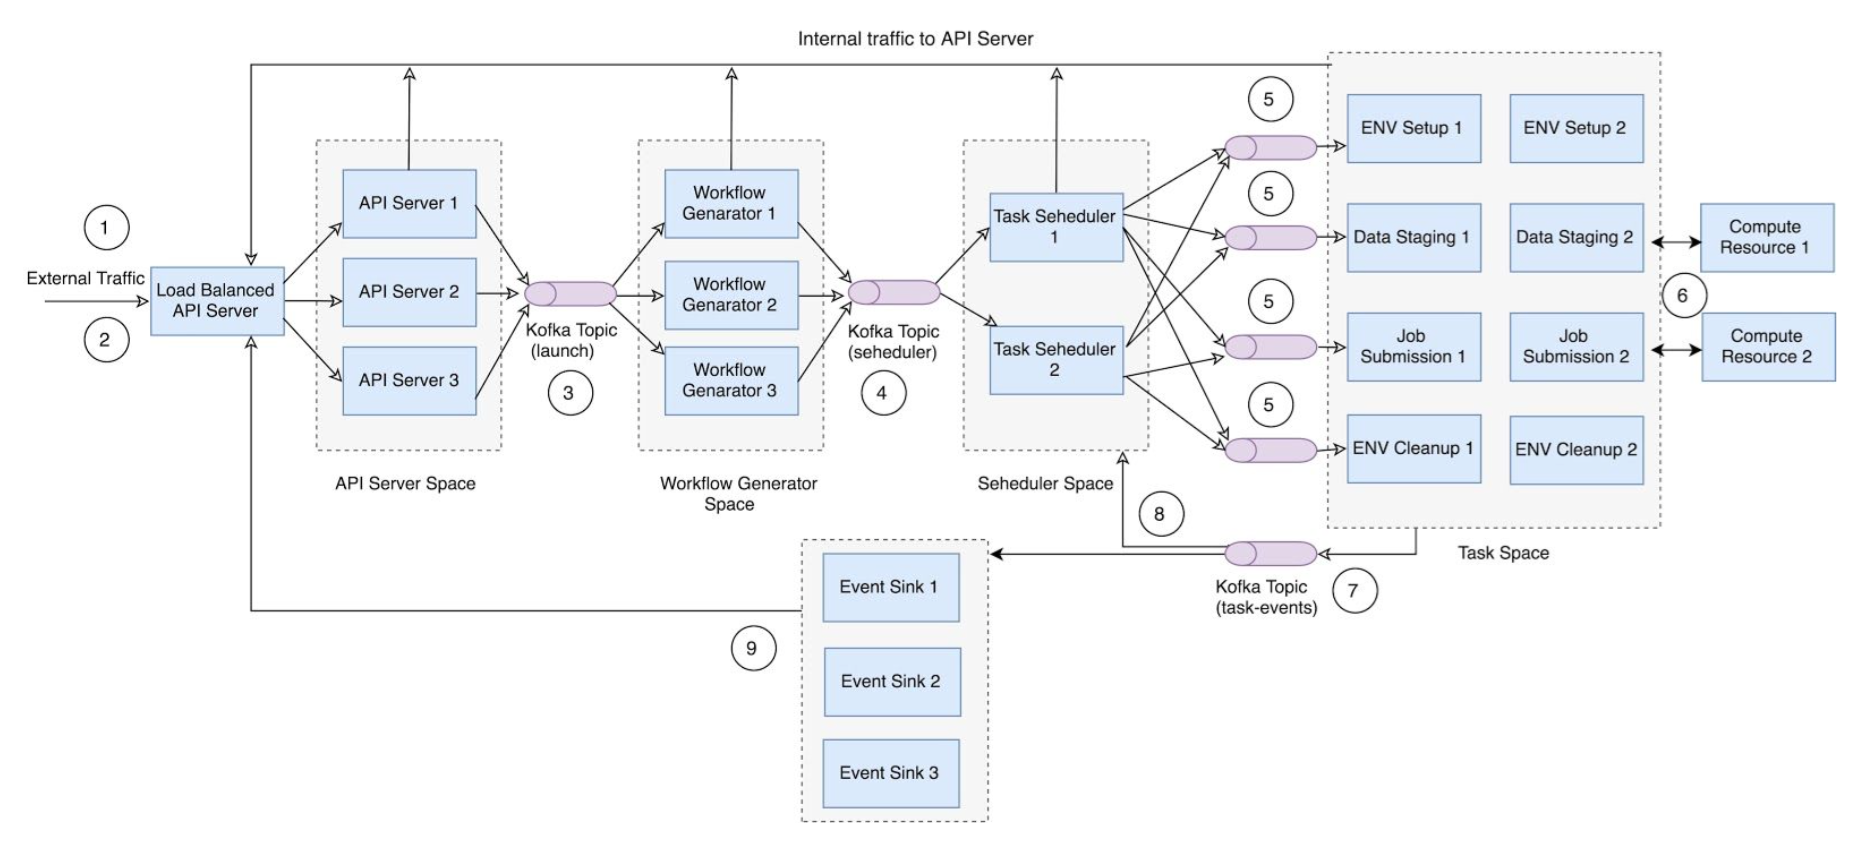 Internal traffic to API Server
1
External Traffic
2
Load Balanced
API Server
API Server 1
API Server 2
API Server 3
API Server Space
Kafka Topic
(launch)
3
Workflow
Genarator 1
Workflow
Genarator 2
Workflow
Genarator 3
Workflow Generator
Space
Kofka Topic
(seheduler)
4
Task Seheduler
1
Task Seheduler
2
Seheduler Space
5
5
5
5
ENV Setup 1
ENV Setup 2
Data Staging 1
Data Staging 2
Job
Submission 1
Job
Submission 2
ENV Cleanup 1
ENV Cleanup 2
Task Space
Compute
Resource 1
6
Compute
Resource 2
8
Kofka Topic
(task-events)
7
Event Sink 1
Event Sink 2
Event Sink 3
9